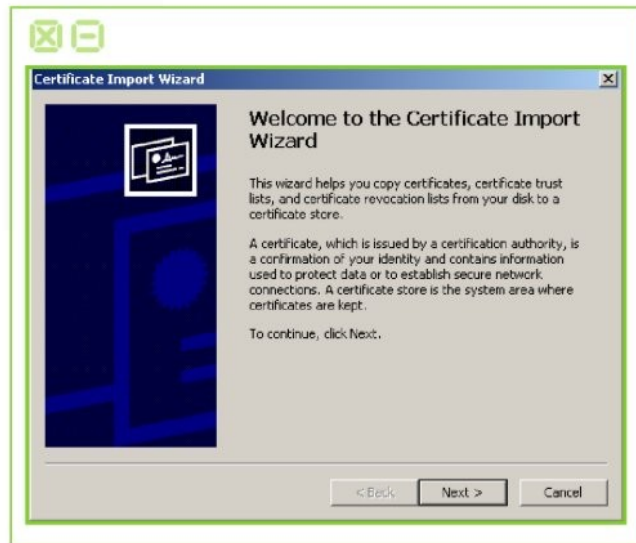 Certificate Import Wizard
Welcome to the Certificate Import
Wizard
This wizard helps you copy certificates, certificate trust
lists, and certificate revocation lists from your disk to a
certificate store.
A certificate, which is issued by a certification authority, is
a confirmation of your identity and contains information
used to protect data or to establish secure network
connections. A certificate store is the system area where
certificates are kept.
To continue, click Next.
< Back Next > Cancel